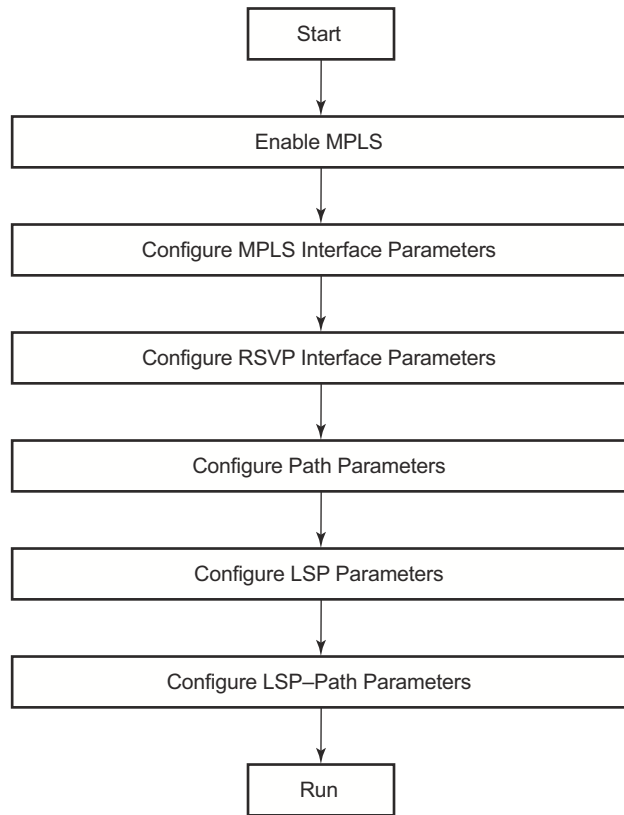 Start
Enable MPLS
Configure MPLS Interface Parameters
Configure RSVP Interface Parameters
Configure Path Parameters
Configure LSP Parameters
Configure LSP–Path Parameters
Run